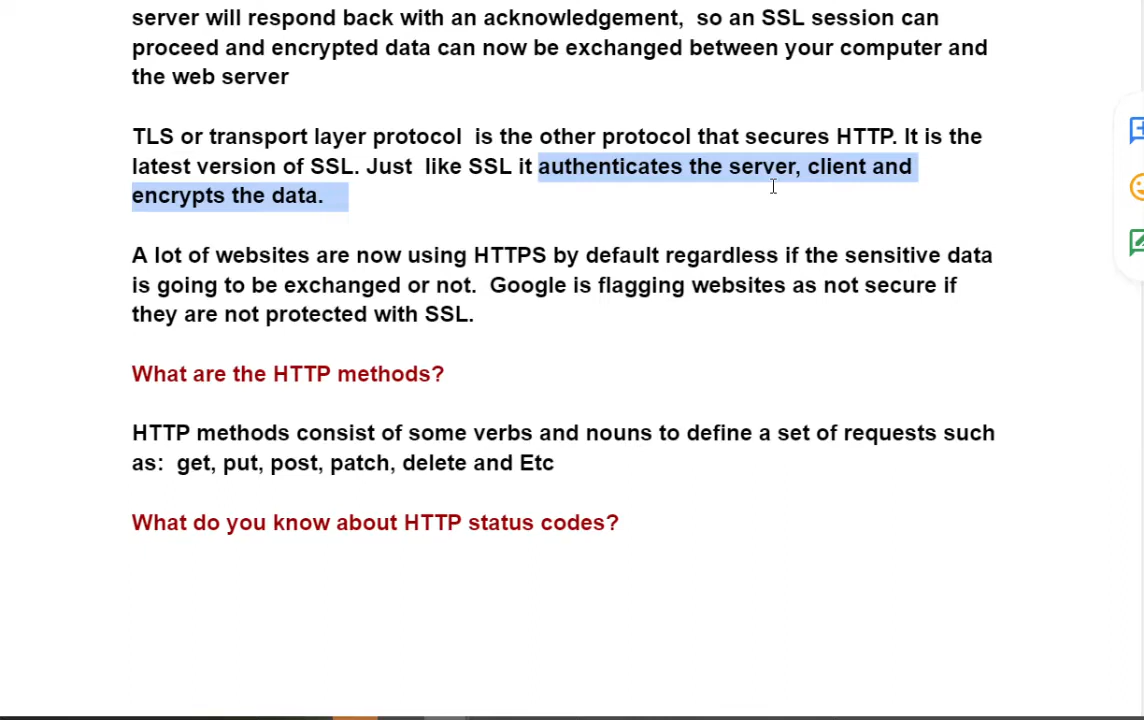 server will respond back with an acknowledgement,  so an SSL session can
proceed and encrypted data can now be exchanged between your computer and
the web server
TLS or transport layer protocol  is the other protocol that secures HTTP. It is the
latest version of SSL. Just  like SSL it authenticates the server, client and
encrypts the data.
A lot of websites are now using HTTPS by default regardless if the sensitive data
is going to be exchanged or not.  Google is flagging websites as not secure if
they are not protected with SSL.
What are the HTTP methods?
HTTP methods consist of some verbs and nouns to define a set of requests such
as:  get, put, post, patch, delete and Etc
What do you know about HTTP status codes?